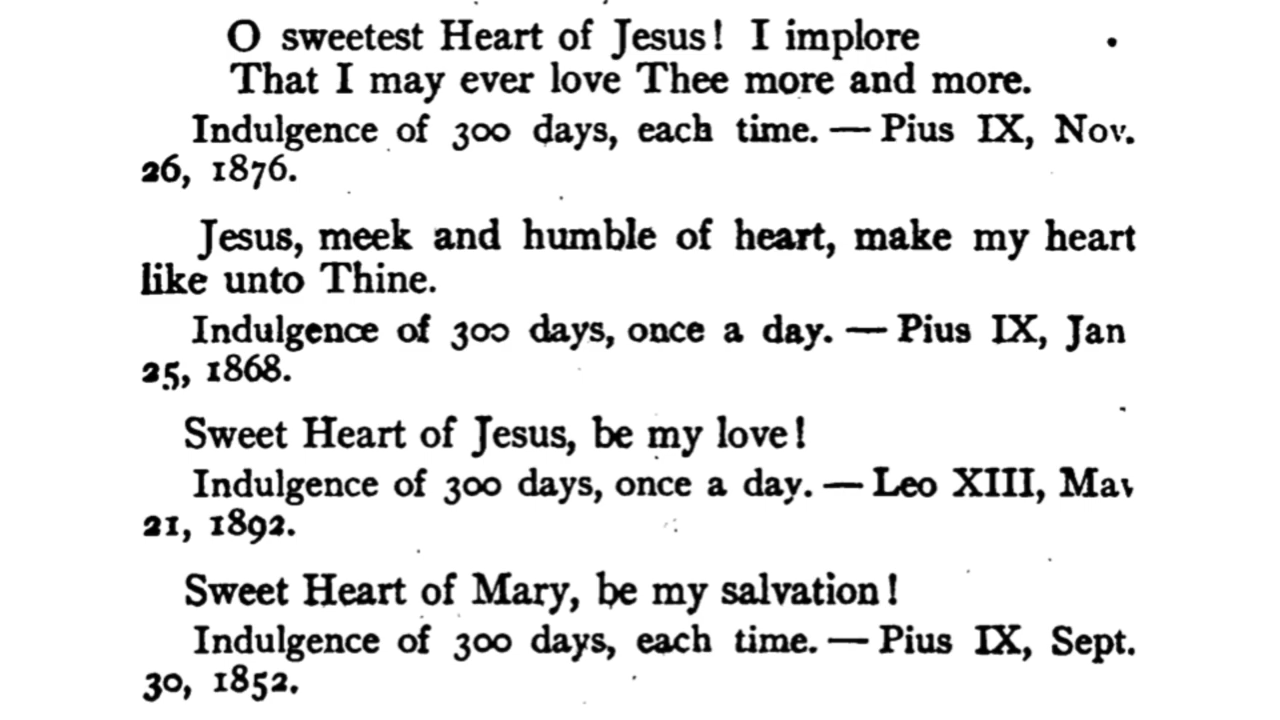 O sweetest Heart of Jesus! I implore
That I may ever love Thee more and more.
Indulgence of 300 days, each time. — Pius IX, Nov.
26, 1876.
Jesus, meek and humble of heart, make my heart
like unto Thine.
Indulgence of 300 days, once a day. — Pius IX, Jan
25, 1868.
Sweet Heart of Jesus, be my love!
Indulgence of 300 days, once a day. — Leo XIII, May
21, 1892.
Sweet Heart of Mary, be my salvation!
Indulgence of 300 days, each time. — Pius IX, Sept.
30, 1852.